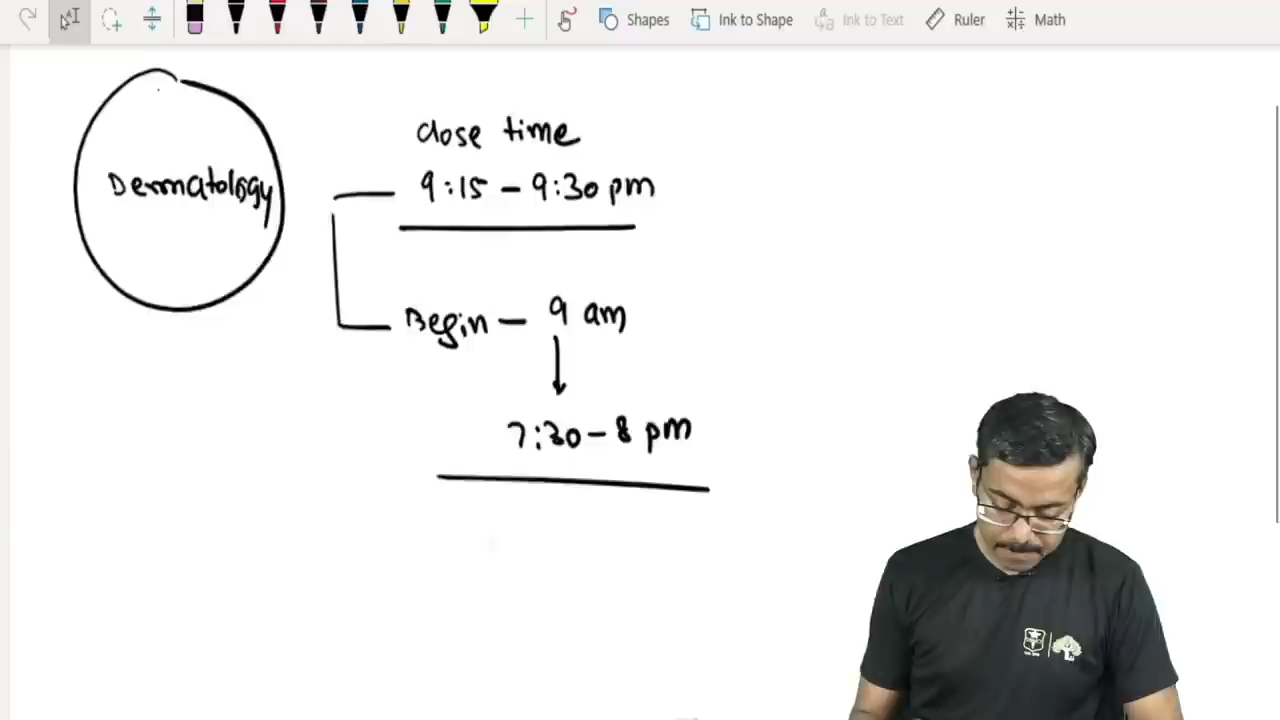 Shapes
Ink to Shape
Ink to Text
Ruler
Math
Dermatology
close time
9:15 - 9:30 pm
Begin - 9 am
7:30 - 8 pm